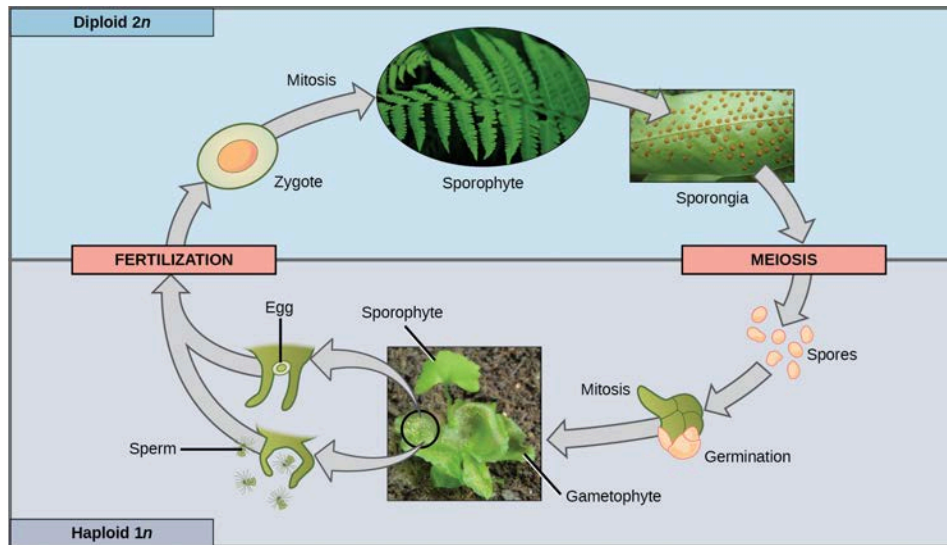 Diploid 2n
Mitosis
Zygote
Sporophyte
Sporongia
FERTILIZATION
MEIOSIS
Egg
Sporophyte
Spores
Mitosis
Sperm
Germination
Gametophyte
Haploid 1n